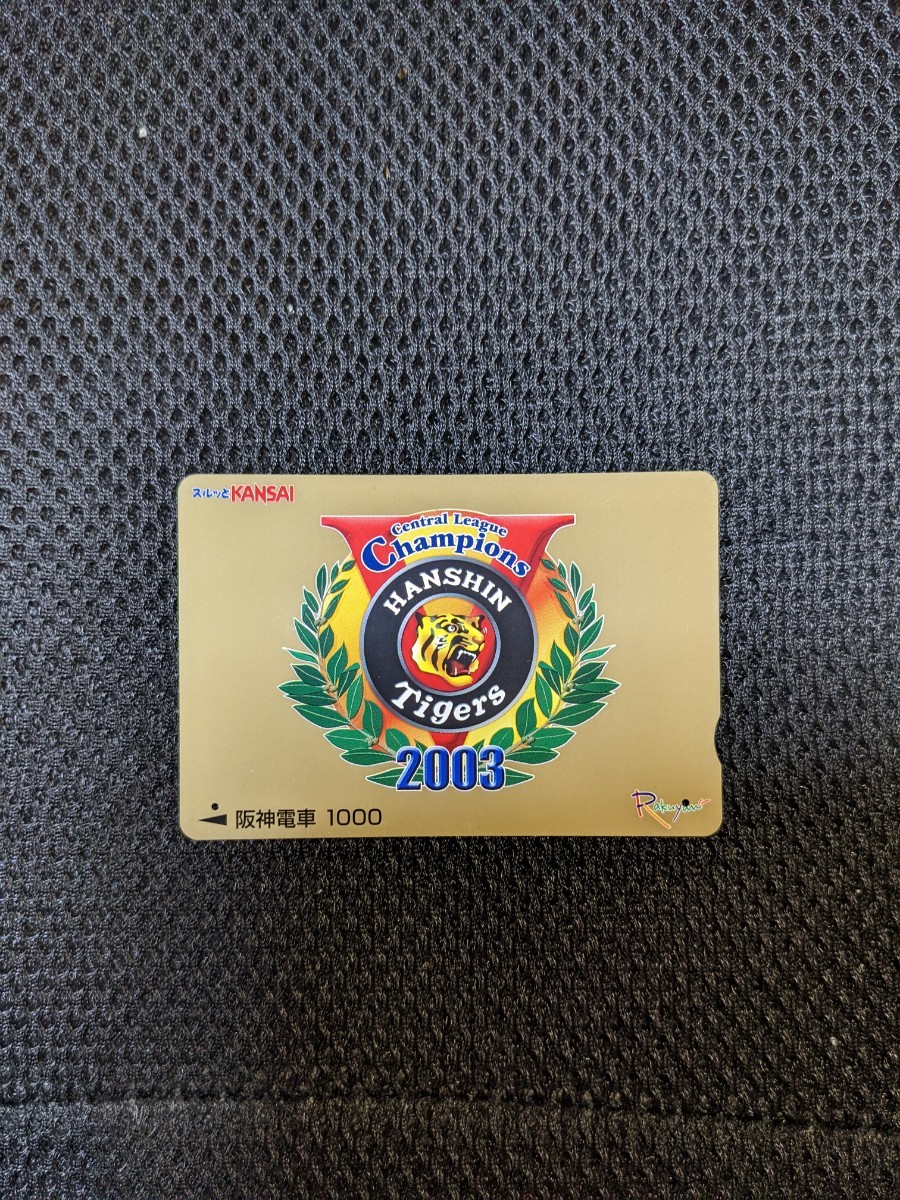 スルッとKANSAI
Central League
Champions
HANSHIN
Tigers
2003
阪神電車 1000
Rakuyan